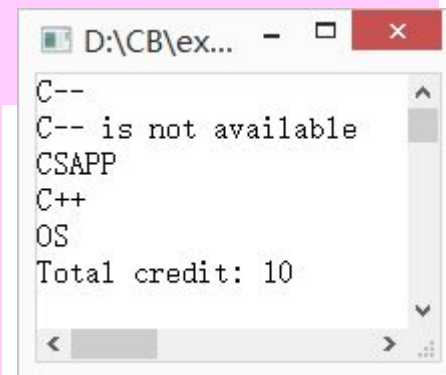 D:\CB\ex...
C--
C-- is not available
CSAPP
C++
OS
Total credit: 10